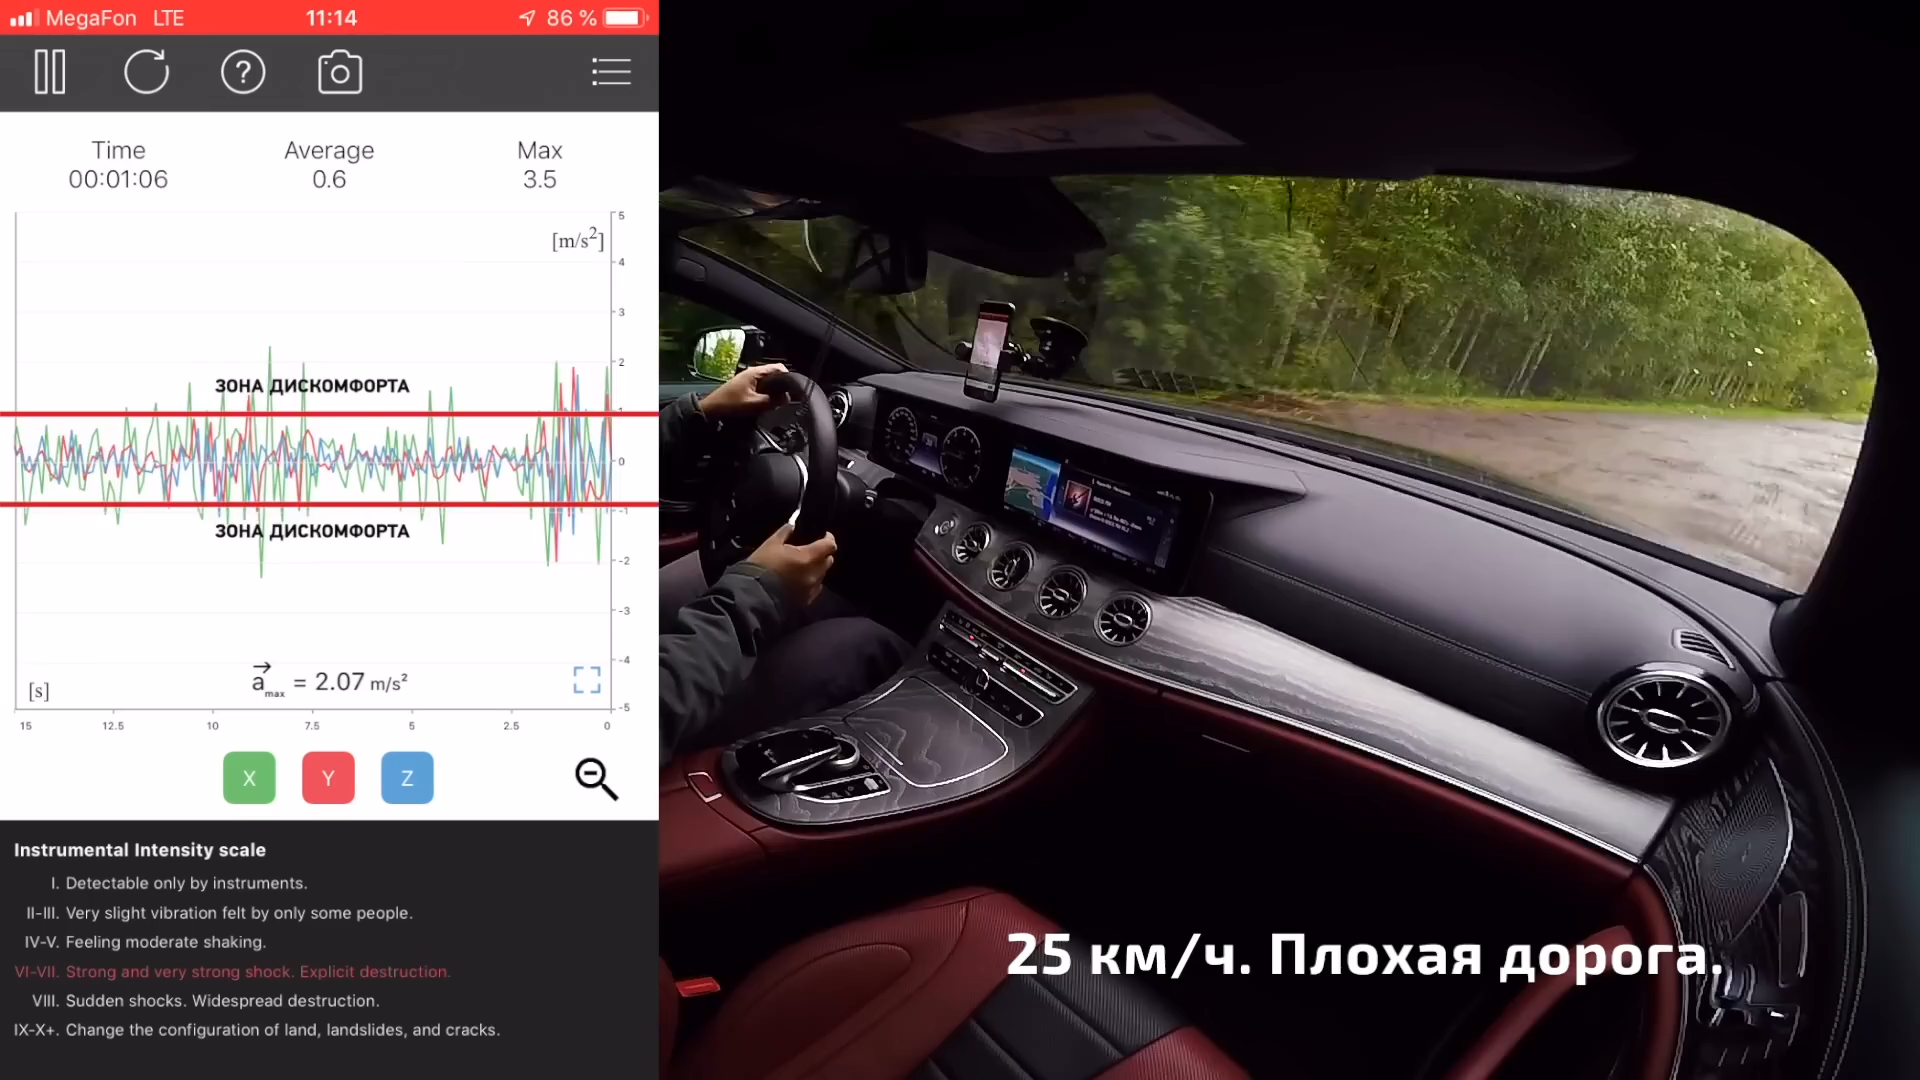 MegaFon LTE 11:14 86 %
Time Average Max
00:01:06 0.6 3.5
[m/s²]
5
4
3
2
1
0
-1
-2
-3
-4
-5
ЗОНА ДИСКОМФОРТА
ЗОНА ДИСКОМФОРТА
a max = 2.07 m/s²
[s]
15 12.5 10 7.5 5 2.5 0
X Y Z
Instrumental Intensity scale
I. Detectable only by instruments.
II-III. Very slight vibration felt by only some people.
IV-V. Feeling moderate shaking.
VI-VII. Strong and very strong shock. Explicit destruction.
VIII. Sudden shocks. Widespread destruction.
IX-X+. Change the configuration of land, landslides, and cracks.
25 км/ч. Плохая дорога.